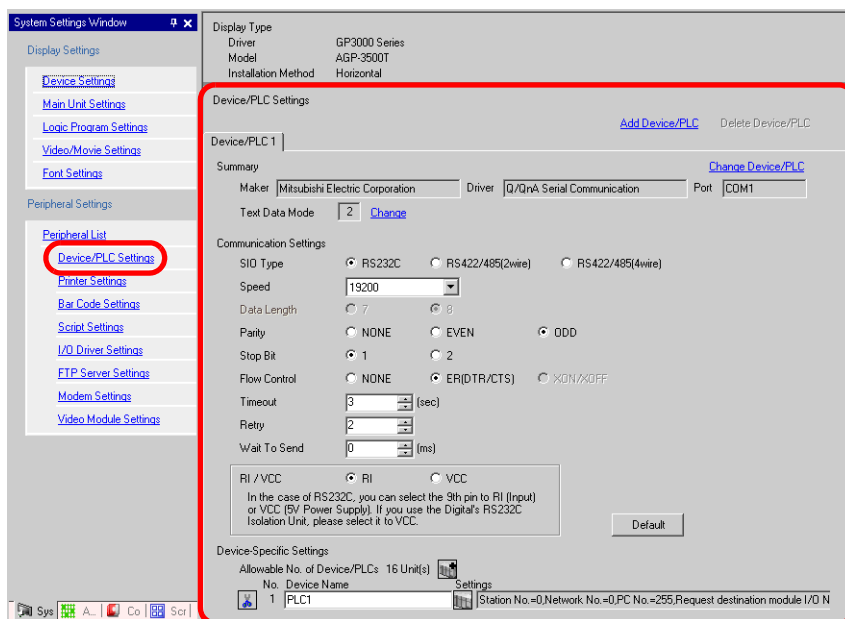 System Settings Window
Display Settings
Device Settings
Main Unit Settings
Logic Program Settings
Video/Movie Settings
Font Settings
Peripheral Settings
Peripheral List
Device/PLC Settings
Printer Settings
Bar Code Settings
Script Settings
I/O Driver Settings
FTP Server Settings
Modem Settings
Video Module Settings
Sys A... Co Scr
Display Type
Driver GP3000 Series
Model AGP-3500T
Installation Method Horizontal
Device/PLC Settings
Add Device/PLC Delete Device/PLC
Device/PLC 1
Summary Change Device/PLC
Maker Mitsubishi Electric Corporation Driver Q/QnA Serial Communication Port COM1
Text Data Mode 2 Change
Communication Settings
SIO Type RS232C RS422/485(2wire) RS422/485(4wire)
Speed 19200
Data Length 7 8
Parity NONE EVEN ODD
Stop Bit 1 2
Flow Control NONE ER(DTR/CTS) XON/XOFF
Timeout 3 (sec)
Retry 2
Wait To Send 0 (ms)
RI / VCC RI VCC
In the case of RS232C, you can select the 9th pin to RI (Input)
or VCC (5V Power Supply). If you use the Digital's RS232C
Isolation Unit, please select it to VCC.
Default
Device-Specific Settings
Allowable No. of Device/PLCs 16 Unit(s)
No. Device Name Settings
1 PLC1 Station No.=0,Network No.=0,PC No.=255,Request destination module I/O N